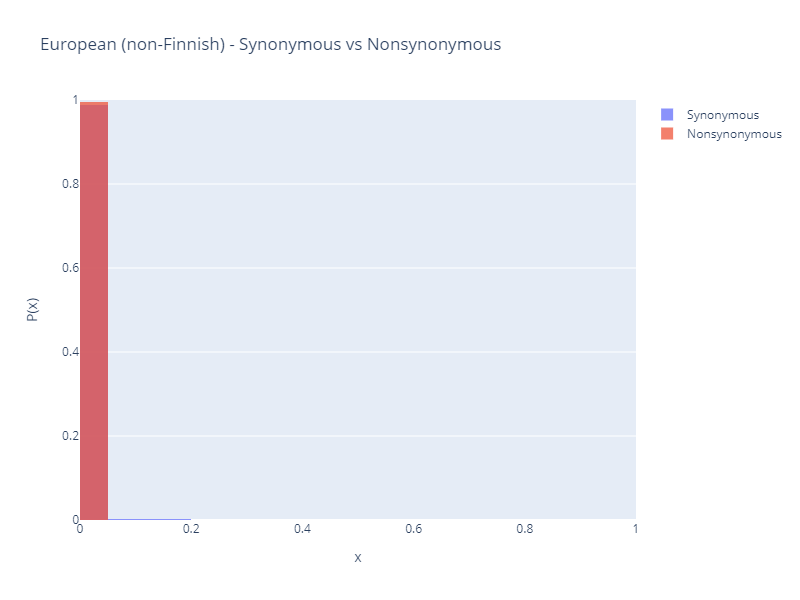 European (non-Finnish) - Synonymous vs Nonsynonymous
1
0.8
0.6
0.4
0.2
0
P(x)
0
0.2
0.4
0.6
0.8
1
x
Synonymous
Nonsynonymous